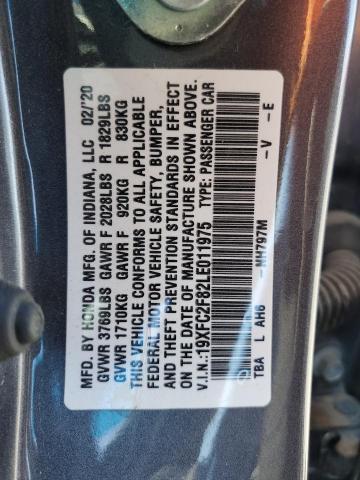 MFD. BY HONDA MFG. OF INDIANA, LLC 02/'20
GVWR 3769LBS GAWR F 2028LBS R 1829LBS
GVWR 1710KG GAWR F 920KG R 830KG
THIS VEHICLE CONFORMS TO ALL APPLICABLE
FEDERAL MOTOR VEHICLE SAFETY, BUMPER,
AND THEFT PREVENTION STANDARDS IN EFFECT
ON THE DATE OF MANUFACTURE SHOWN ABOVE.
V.I.N.:19XFC2F82LE011975 TYPE: PASSENGER CAR
TBA L AH6 -NH797M -V -E